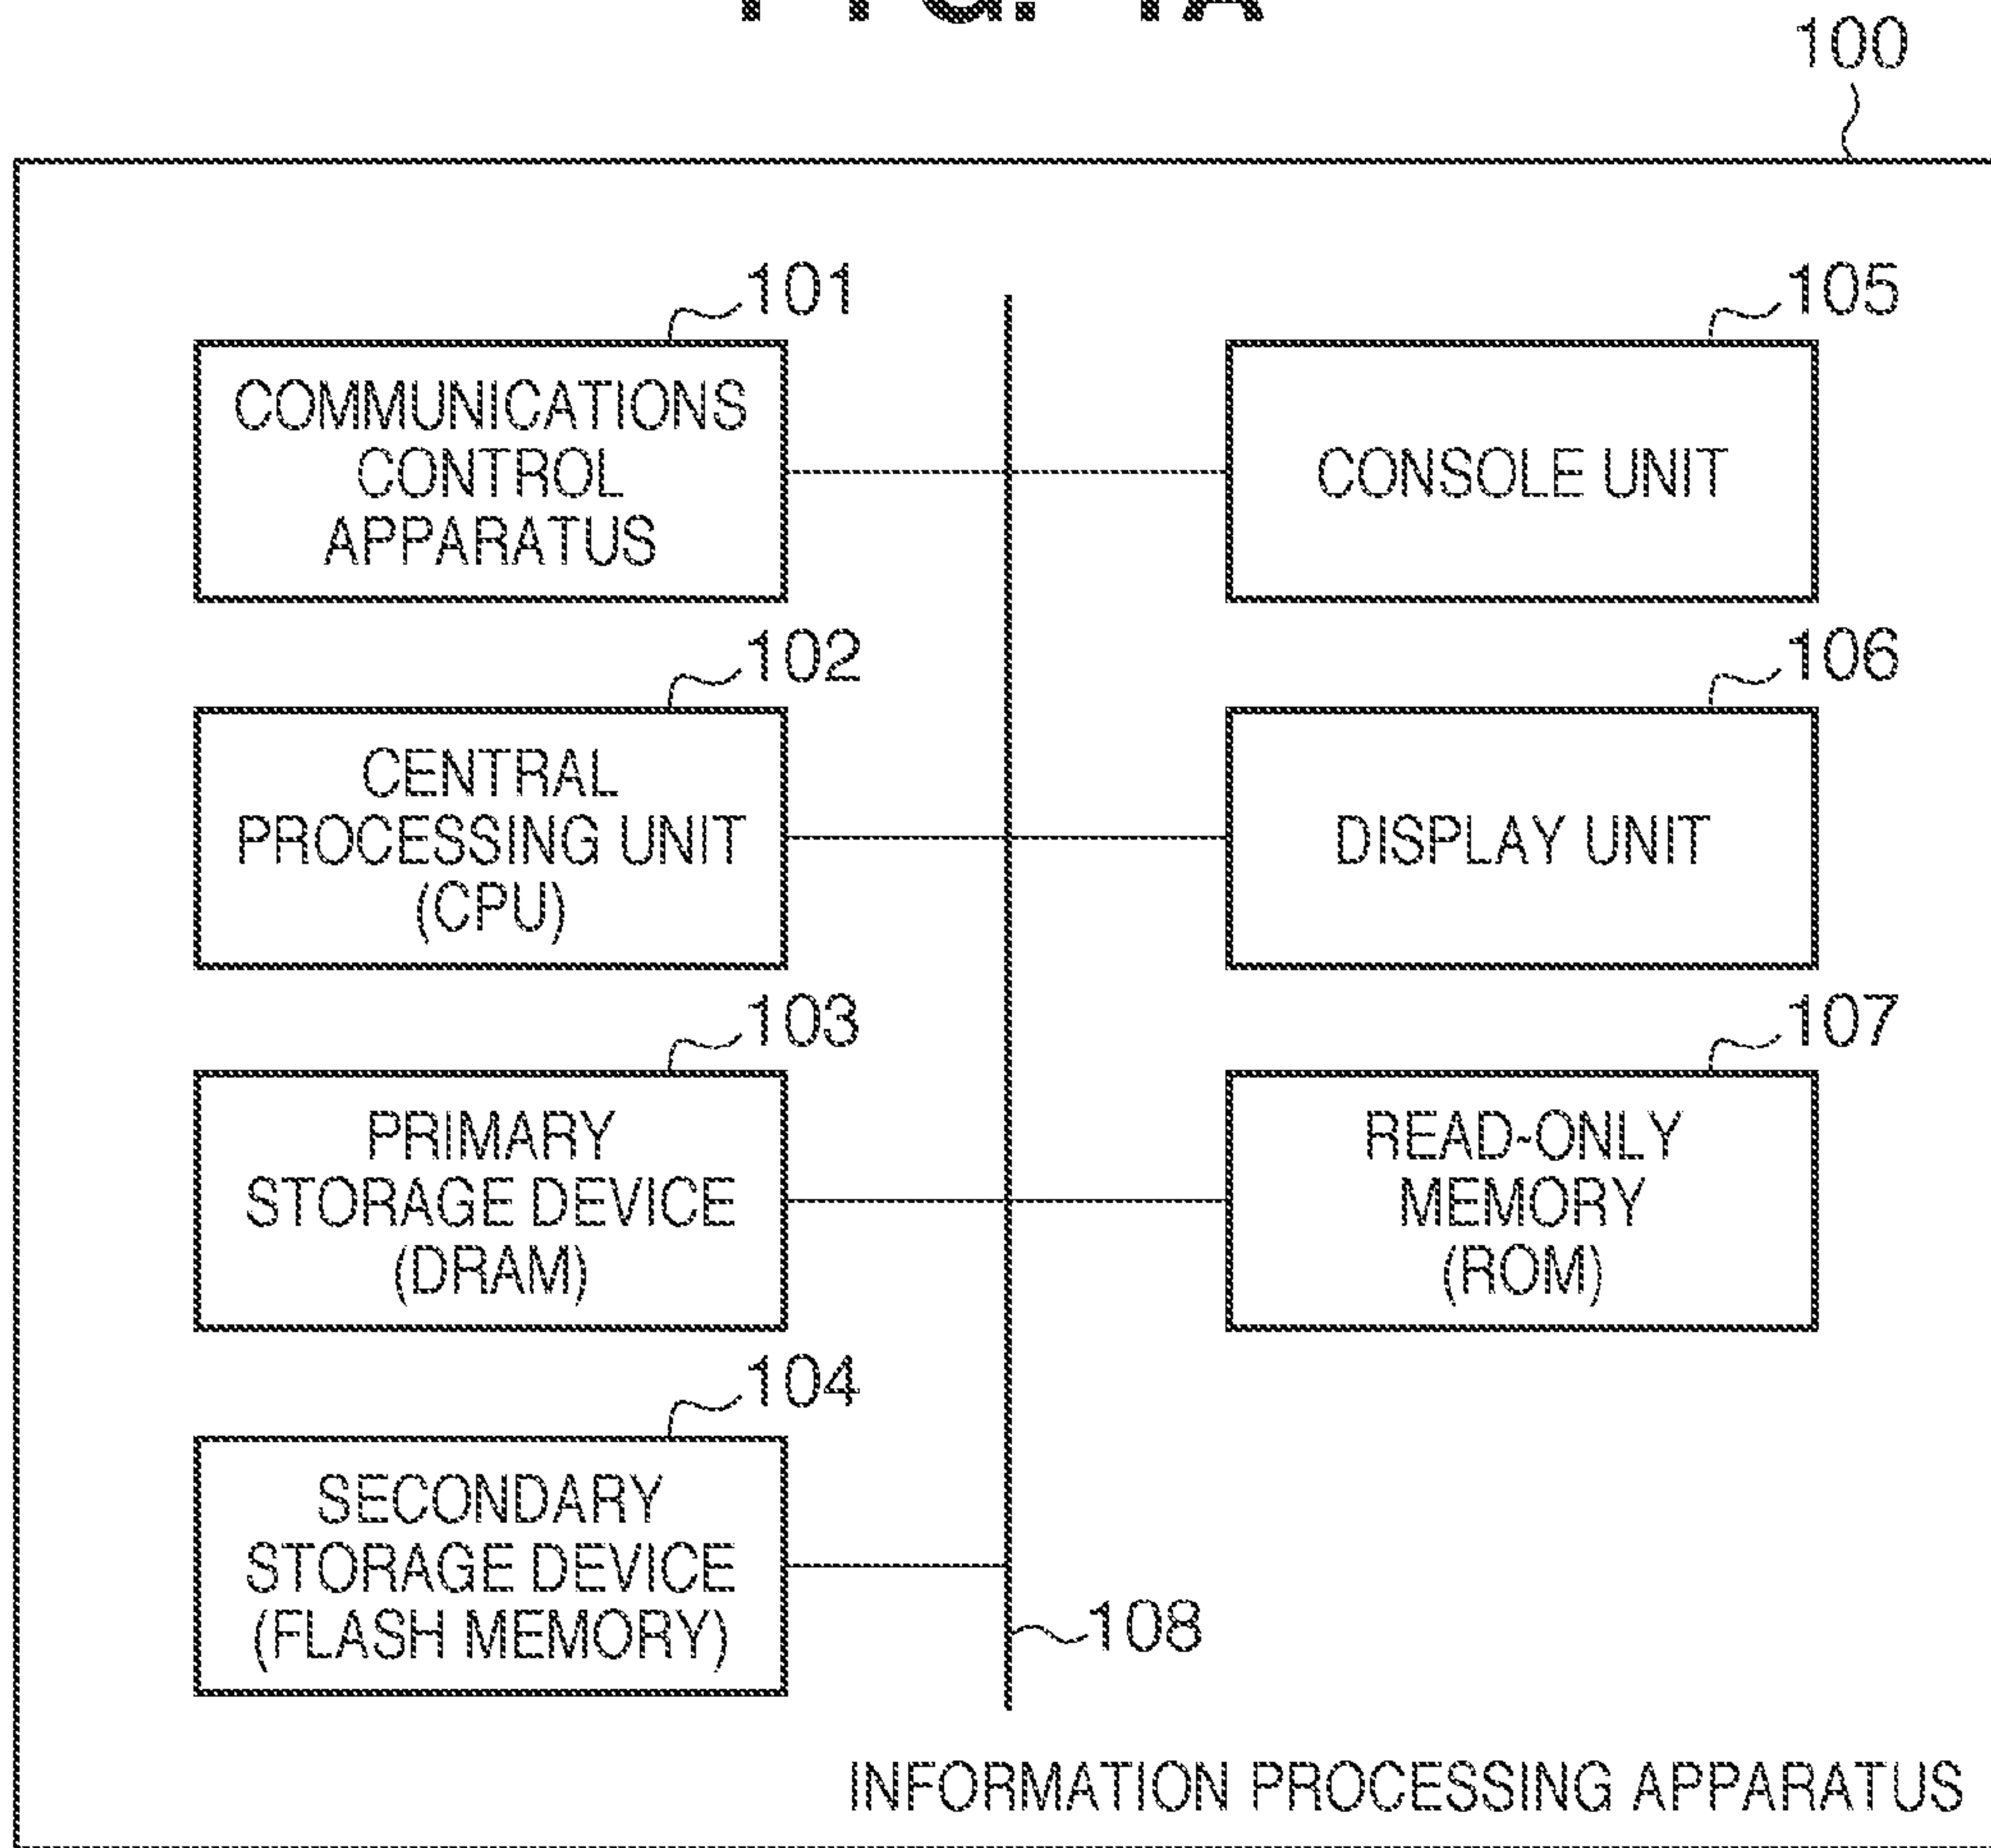 100
101
COMMUNICATIONS
CONTROL
APPARATUS
105
CONSOLE UNIT
102
CENTRAL
PROCESSING UNIT
(CPU)
106
DISPLAY UNIT
103
PRIMARY
STORAGE DEVICE
(DRAM)
107
READ-ONLY
MEMORY
(ROM)
104
SECONDARY
STORAGE DEVICE
(FLASH MEMORY)
108
INFORMATION PROCESSING APPARATUS